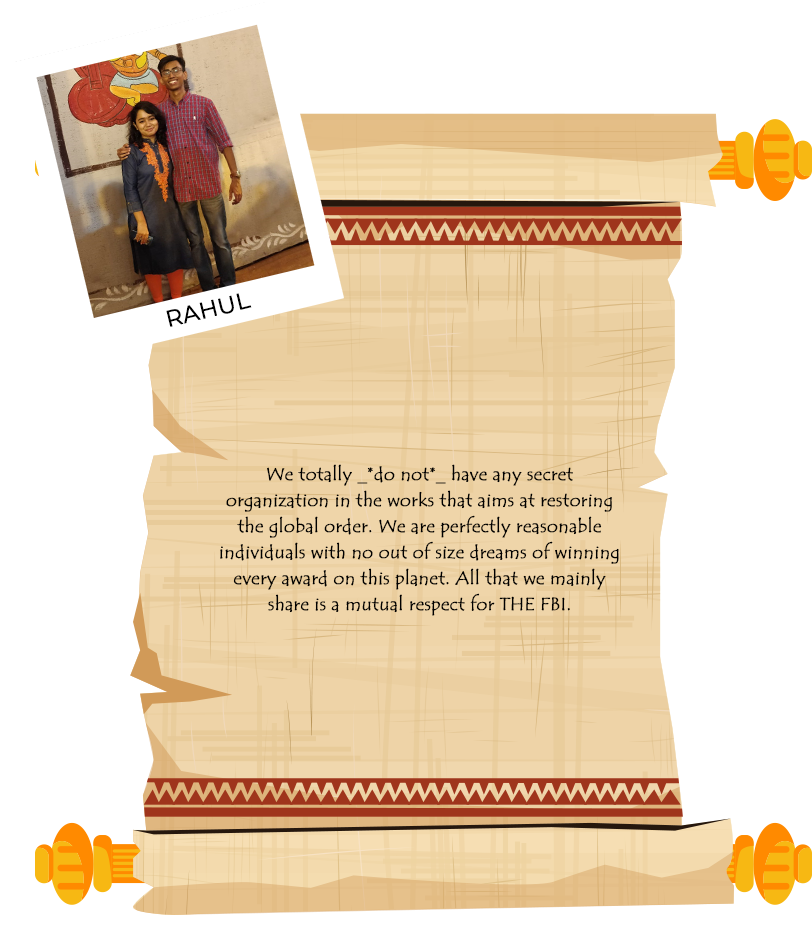 RAHUL
We totally _*do not*_ have any secret
organization in the works that aims at restoring
the global order. We are perfectly reasonable
individuals with no out of size dreams of winning
every award on this planet. All that we mainly
share is a mutual respect for THE FBI.